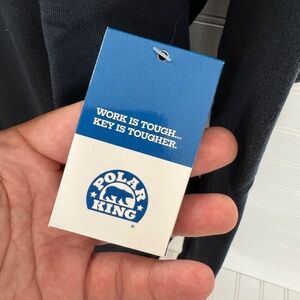 WORK IS TOUGH...
KEY IS TOUGHER.
POLAR
KING
®